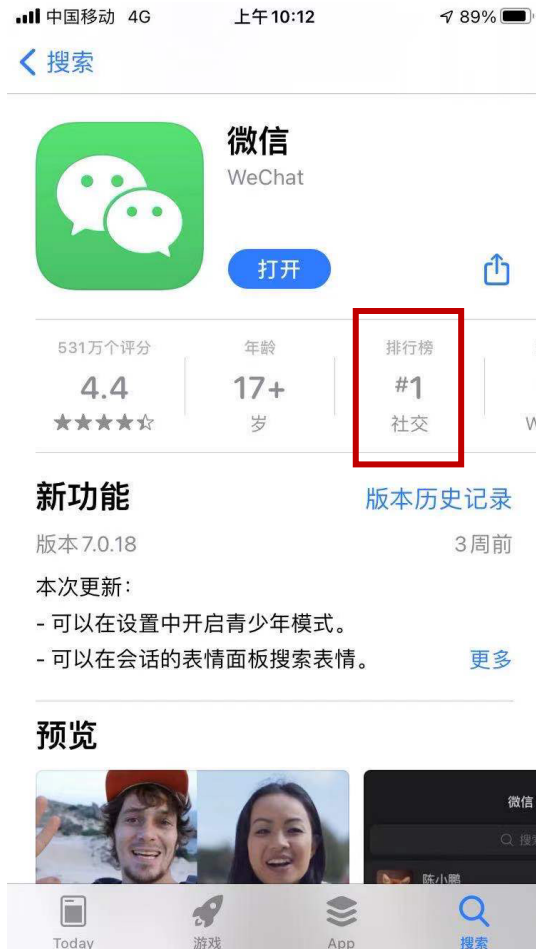 中国移动 4G 上午10:12 89%
搜索
微信
WeChat
打开
531万个评分 年龄 排行榜
4.4 17+ #1
岁 社交 W
新功能 版本历史记录
版本 7.0.18 3周前
本次更新：
- 可以在设置中开启青少年模式。
- 可以在会话的表情面板搜索表情。 更多
预览
微信
搜索
陈小鹏
Today 游戏 App 搜索